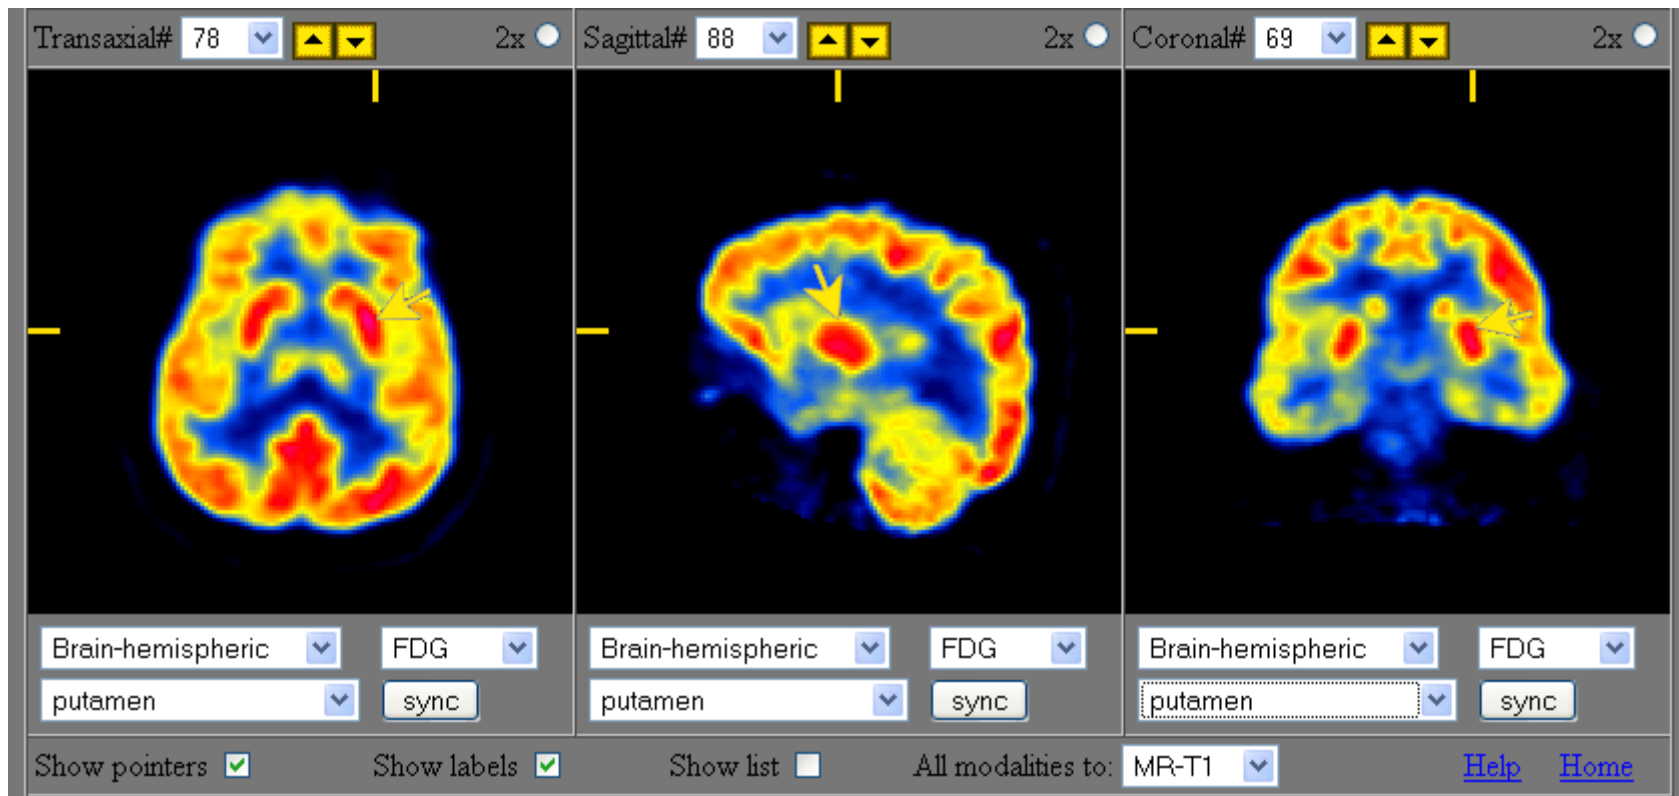 Transaxial# 78 2x Sagittal# 88 2x Coronal# 69 2x
Brain-hemispheric FDG Brain-hemispheric FDG Brain-hemispheric FDG
putamen sync putamen sync putamen sync
Show pointers Show labels Show list All modalities to: MR-T1 Help Home